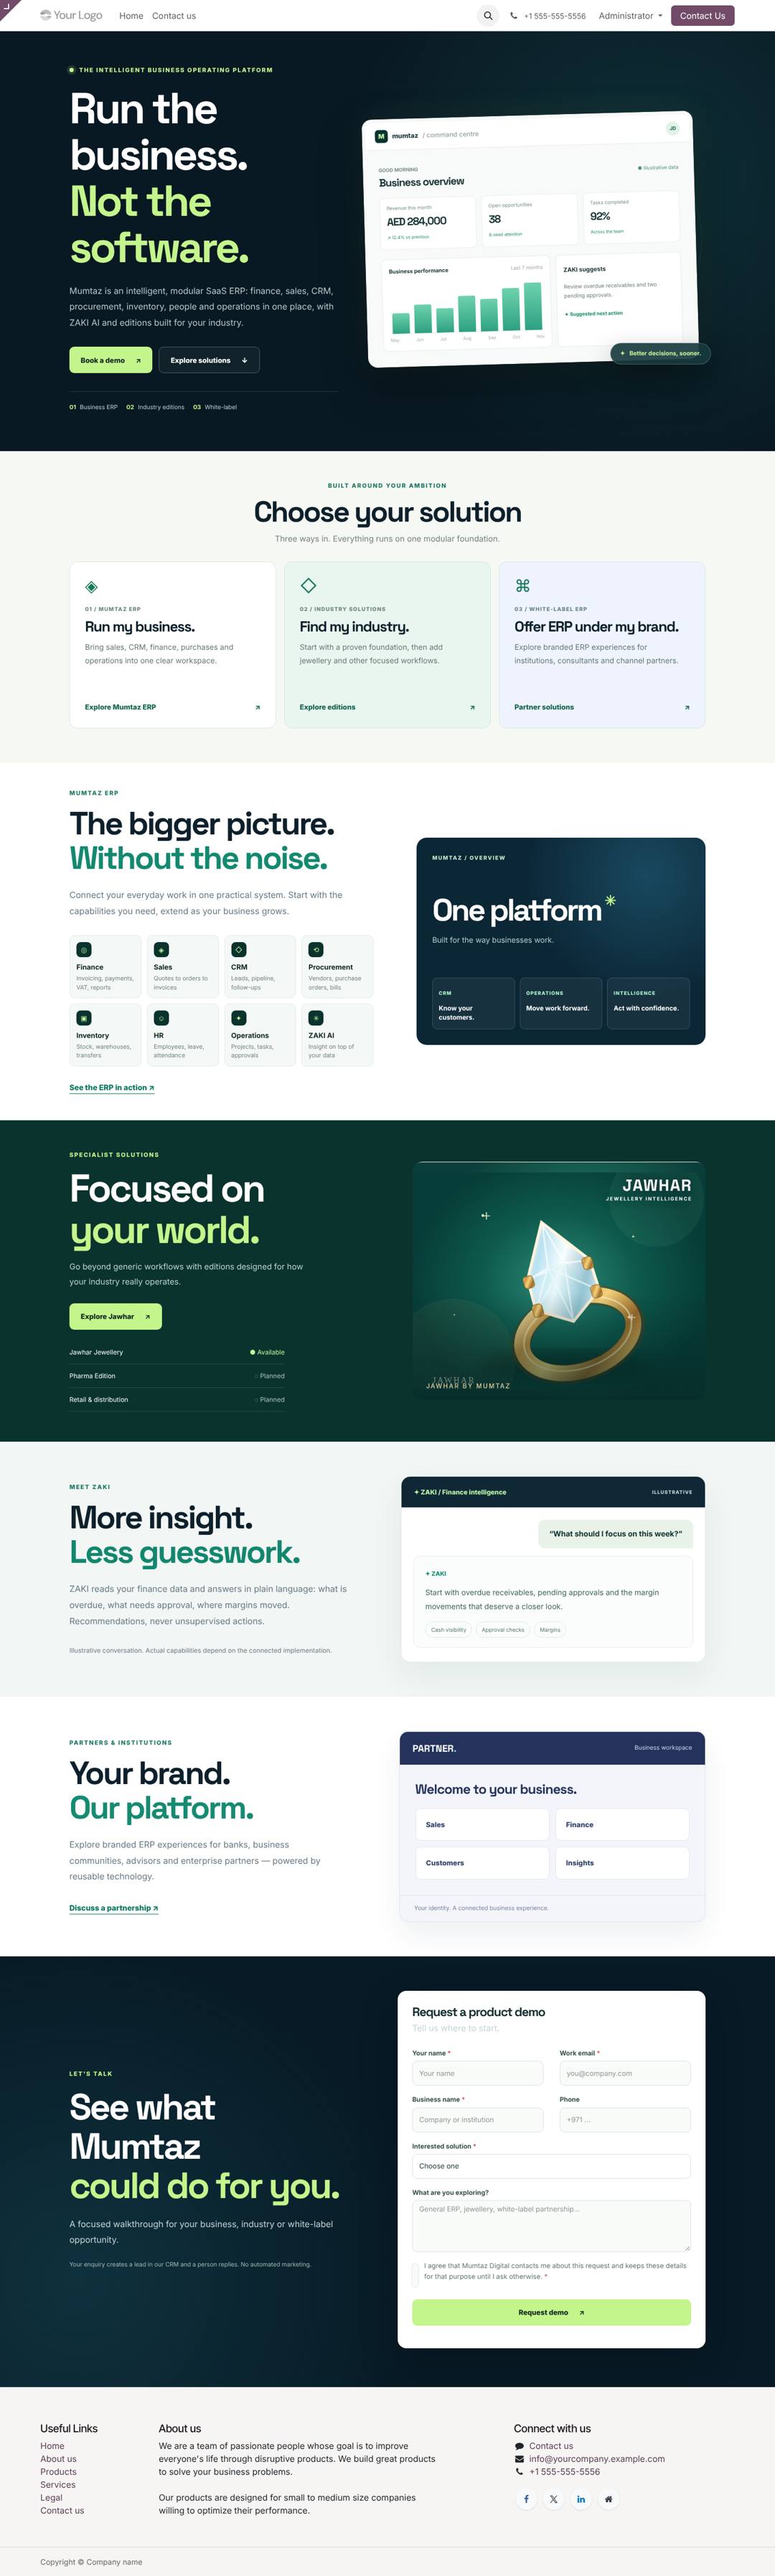 Your Logo
Home
Contact us
+1 555-555-5556
Administrator
Contact Us
THE INTELLIGENT BUSINESS OPERATING PLATFORM
Run the
business.
Not the
software.
Mumtaz is an intelligent, modular SaaS ERP: finance, sales, CRM,
procurement, inventory, people and operations in one place, with
ZAKI AI and editions built for your industry.
Book a demo ↗
Explore solutions ↓
01 Business ERP 02 Industry editions 03 White-label
M mumtaz / command centre
JD
GOOD MORNING
Business overview
Illustrative data
Revenue this month
AED 284,000
↗ 12.4% vs previous
Open opportunities
38
8 need attention
Tasks completed
92%
Across the team
Business performance
Last 7 months
May Jun Jul Aug Sep Oct Nov
ZAKI suggests
Review overdue receivables and two
pending approvals.
✦ Suggested next action
✦ Better decisions, sooner.
BUILT AROUND YOUR AMBITION
Choose your solution
Three ways in. Everything runs on one modular foundation.
01 / MUMTAZ ERP
Run my business.
Bring sales, CRM, finance, purchases and
operations into one clear workspace.
Explore Mumtaz ERP ↗
02 / INDUSTRY SOLUTIONS
Find my industry.
Start with a proven foundation, then add
jewellery and other focused workflows.
Explore editions ↗
03 / WHITE-LABEL ERP
Offer ERP under my brand.
Explore branded ERP experiences for
institutions, consultants and channel partners.
Partner solutions ↗
MUMTAZ ERP
The bigger picture.
Without the noise.
Connect your everyday work in one practical system. Start with the
capabilities you need, extend as your business grows.
Finance
Invoicing, payments,
VAT, reports
Sales
Quotes to orders to
invoices
CRM
Leads, pipeline,
follow-ups
Procurement
Vendors, purchase
orders, bills
Inventory
Stock, warehouses,
transfers
HR
Employees, leave,
attendance
Operations
Projects, tasks,
approvals
ZAKI AI
Insight on top of
your data
See the ERP in action ↗
MUMTAZ / OVERVIEW
One platform
Built for the way businesses work.
CRM
Know your
customers.
OPERATIONS
Move work forward.
INTELLIGENCE
Act with confidence.
SPECIALIST SOLUTIONS
Focused on
your world.
Go beyond generic workflows with editions designed for how
your industry really operates.
Explore Jawhar ↗
Jawhar Jewellery
Available
Pharma Edition
Planned
Retail & distribution
Planned
JAWHAR
JEWELLERY INTELLIGENCE
JAWHAR
JAWHAR BY MUMTAZ
MEET ZAKI
More insight.
Less guesswork.
ZAKI reads your finance data and answers in plain language: what is
overdue, what needs approval, where margins moved.
Recommendations, never unsupervised actions.
Illustrative conversation. Actual capabilities depend on the connected implementation.
✦ ZAKI / Finance intelligence
ILLUSTRATIVE
“What should I focus on this week?”
✦ ZAKI
Start with overdue receivables, pending approvals and the margin
movements that deserve a closer look.
Cash visibility
Approval checks
Margins
PARTNERS & INSTITUTIONS
Your brand.
Our platform.
Explore branded ERP experiences for banks, business
communities, advisors and enterprise partners — powered by
reusable technology.
Discuss a partnership ↗
PARTNER.
Business workspace
Welcome to your business.
Sales
Finance
Customers
Insights
Your identity. A connected business experience.
LET'S TALK
See what
Mumtaz
could do for you.
A focused walkthrough for your business, industry or white-label
opportunity.
Your enquiry creates a lead in our CRM and a person replies. No automated marketing.
Request a product demo
Tell us where to start.
Your name *
Your name
Work email *
you@company.com
Business name *
Company or institution
Phone
+971 ...
Interested solution *
Choose one
What are you exploring?
General ERP, jewellery, white-label partnership...
I agree that Mumtaz Digital contacts me about this request and keeps these details
for that purpose until I ask otherwise. *
Request demo ↗
Useful Links
Home
About us
Products
Services
Legal
Contact us
About us
We are a team of passionate people whose goal is to improve
everyone's life through disruptive products. We build great products
to solve your business problems.
Our products are designed for small to medium size companies
willing to optimize their performance.
Connect with us
Contact us
info@yourcompany.example.com
+1 555-555-5556
Copyright © Company name